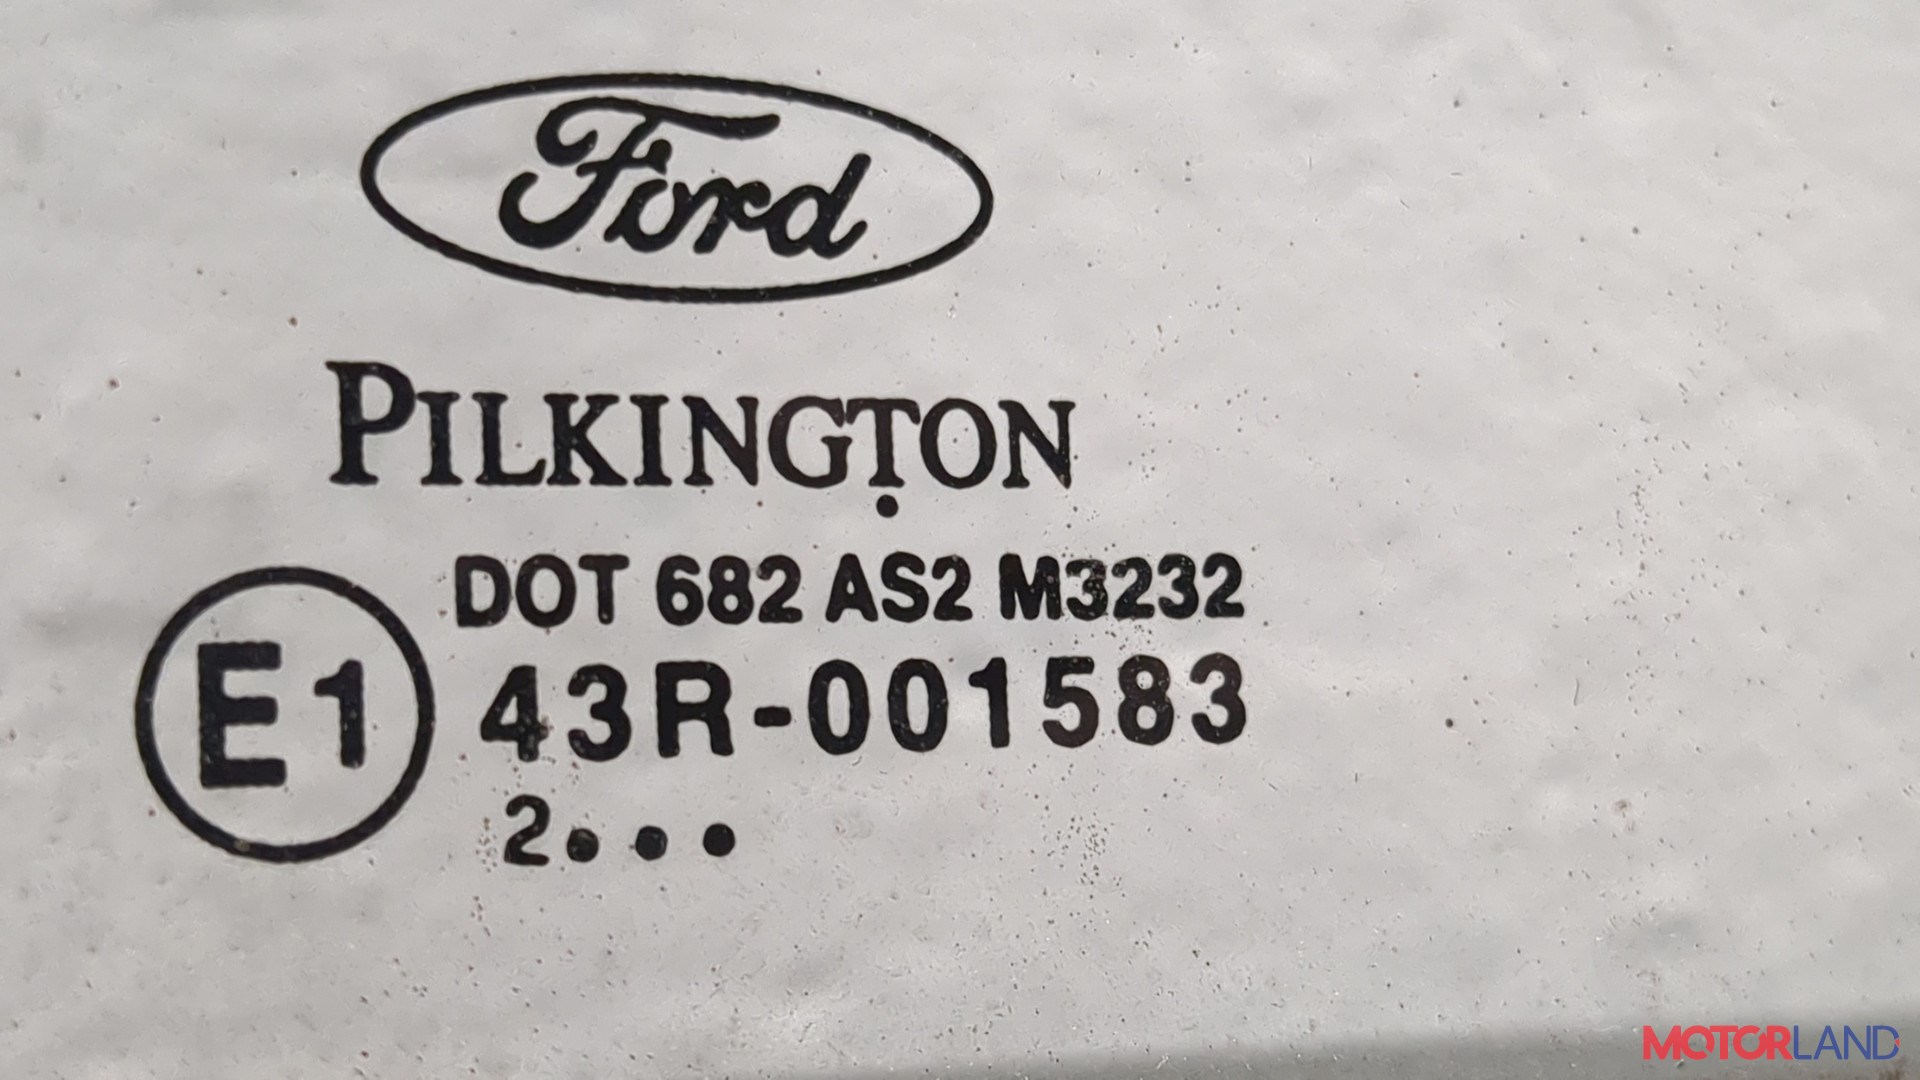 Ford
PILKINGTON
DOT 682 AS2 M3232
E1 43R-001583
2•••
MOTORLAND